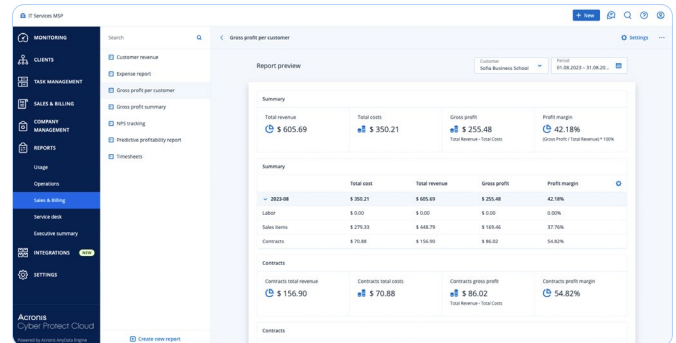 IT Services MSP
+ New
MONITORING
CLIENTS
TASK MANAGEMENT
SALES & BILLING
COMPANY
MANAGEMENT
REPORTS
Usage
Operations
Sales & Billing
Service desk
Executive summary
INTEGRATIONS NEW
SETTINGS
Acronis
Cyber Protect Cloud
Powered by Acronis AnyData Engine
Search
Customer revenue
Expense report
Gross profit per customer
Gross profit summary
NPS tracking
Predictive profitability report
Timesheets
Create new report
Gross profit per customer
Settings
Report preview
Customer
Sofia Business School
Period
01.08.2023 – 31.08.20...
Summary
Total revenue Total costs Gross profit Profit margin
$ 605.69 $ 350.21 $ 255.48 42.18%
Total Revenue - Total Costs (Gross Profit / Total Revenue) * 100%
Summary
Total cost Total revenue Gross profit Profit margin
2023-08 $ 350.21 $ 605.69 $ 255.48 42.18%
Labor $ 0.00 $ 0.00 $ 0.00 0.00%
Sales items $ 279.33 $ 448.79 $ 169.46 37.76%
Contracts $ 70.88 $ 156.90 $ 86.02 54.82%
Contracts
Contracts total revenue Contracts total costs Contracts gross profit Contracts profit margin
$ 156.90 $ 70.88 $ 86.02 54.82%
Total Revenue - Total Costs
Contracts